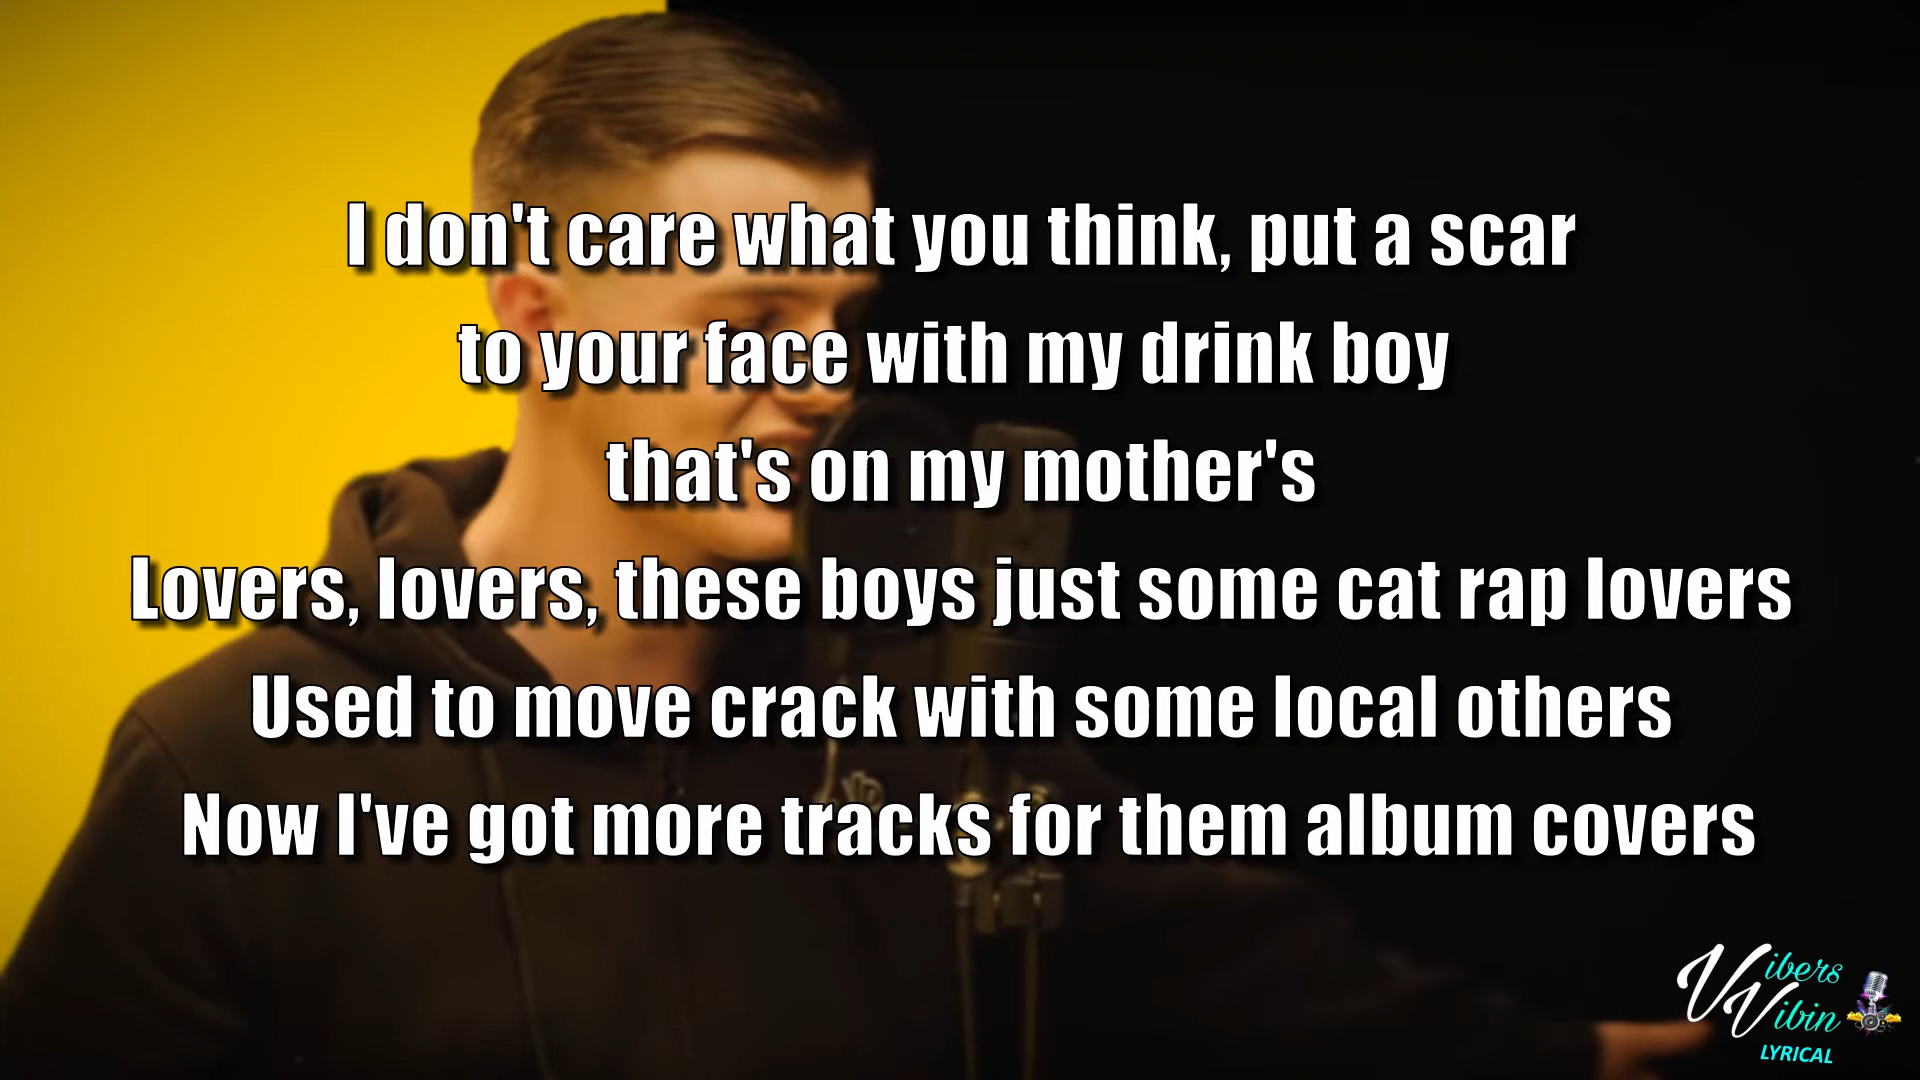 I don't care what you think, put a scar
to your face with my drink boy
that's on my mother's
Lovers, lovers, these boys just some cat rap lovers
Used to move crack with some local others
Now I've got more tracks for them album covers
Vibers
Vibin
LYRICAL